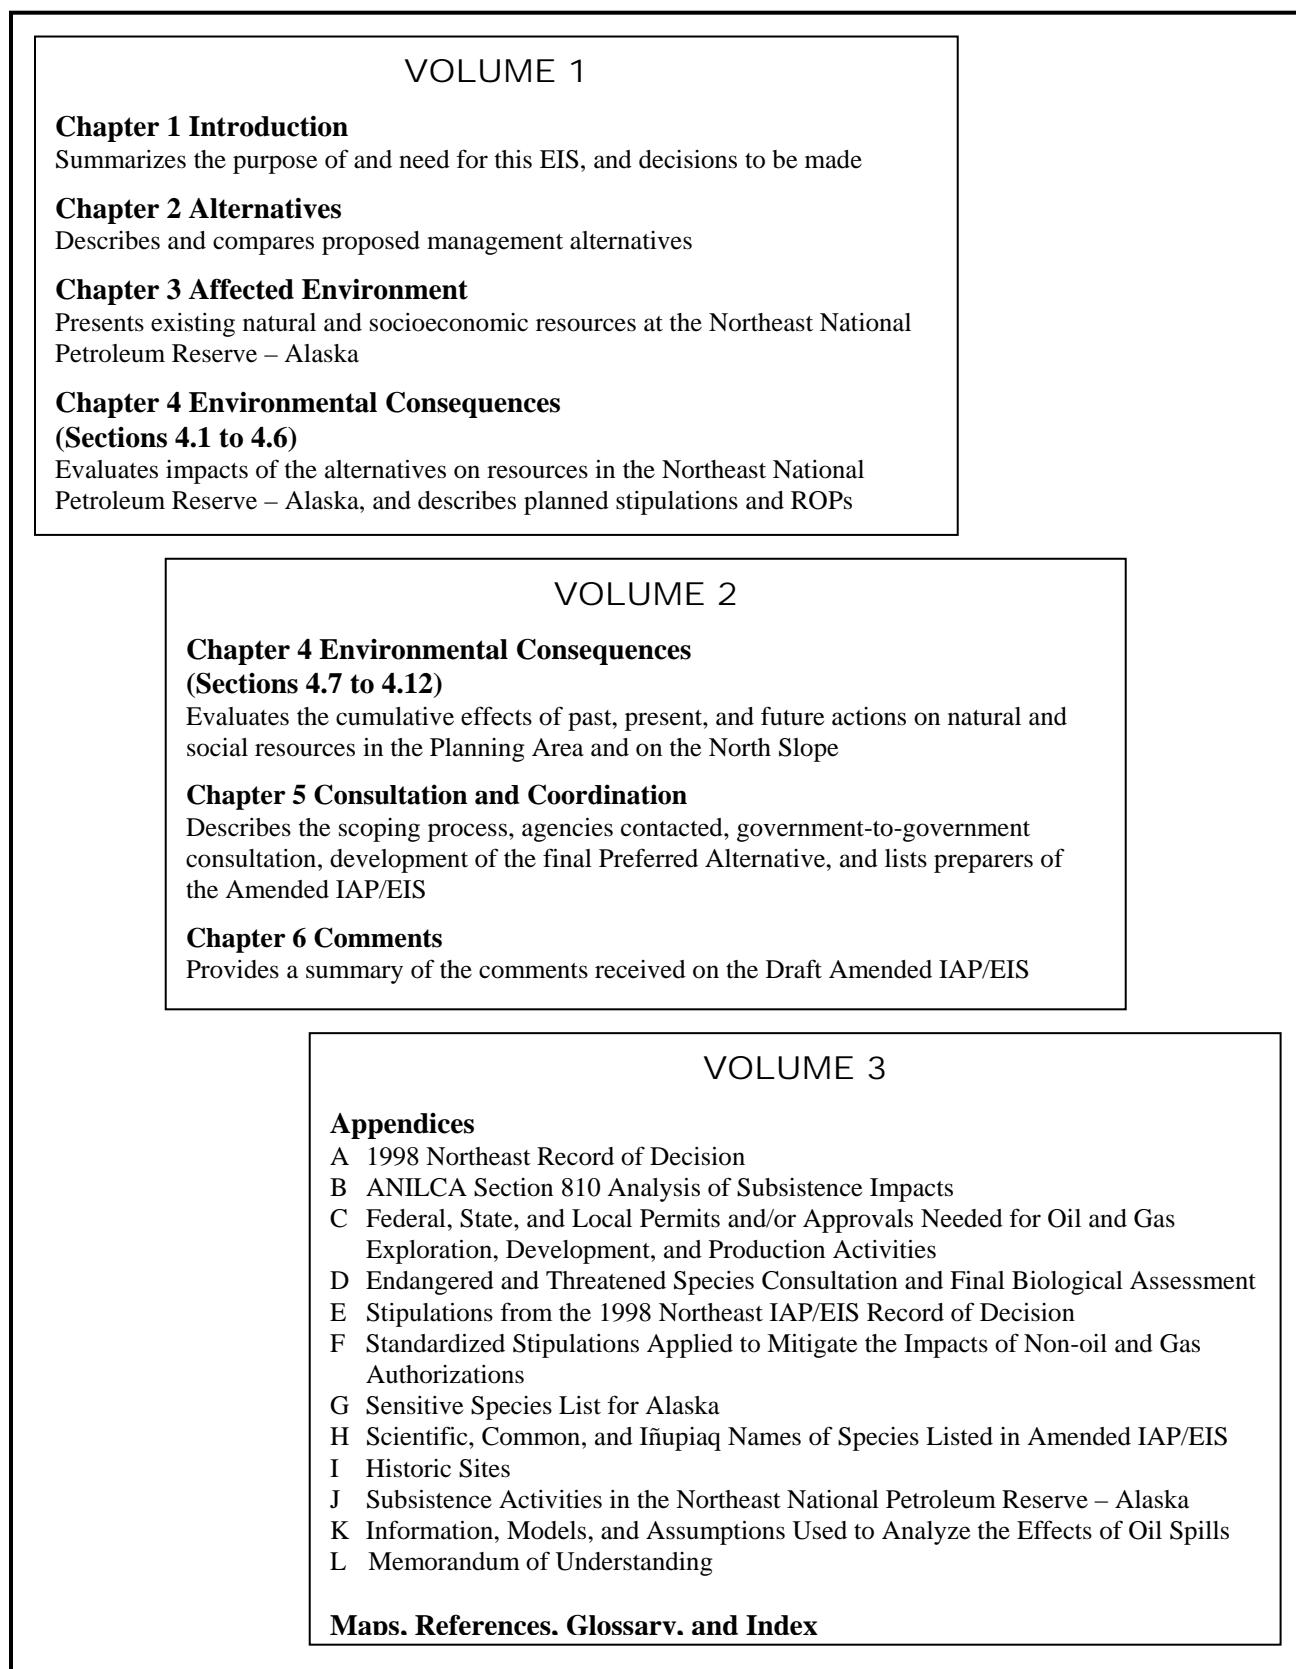 VOLUME 1
Chapter 1 Introduction
Summarizes the purpose of and need for this EIS, and decisions to be made
Chapter 2 Alternatives
Describes and compares proposed management alternatives
Chapter 3 Affected Environment
Presents existing natural and socioeconomic resources at the Northeast National
Petroleum Reserve – Alaska
Chapter 4 Environmental Consequences
(Sections 4.1 to 4.6)
Evaluates impacts of the alternatives on resources in the Northeast National
Petroleum Reserve – Alaska, and describes planned stipulations and ROPs
VOLUME 2
Chapter 4 Environmental Consequences
(Sections 4.7 to 4.12)
Evaluates the cumulative effects of past, present, and future actions on natural and
social resources in the Planning Area and on the North Slope
Chapter 5 Consultation and Coordination
Describes the scoping process, agencies contacted, government-to-government
consultation, development of the final Preferred Alternative, and lists preparers of
the Amended IAP/EIS
Chapter 6 Comments
Provides a summary of the comments received on the Draft Amended IAP/EIS
VOLUME 3
Appendices
A 1998 Northeast Record of Decision
B ANILCA Section 810 Analysis of Subsistence Impacts
C Federal, State, and Local Permits and/or Approvals Needed for Oil and Gas
Exploration, Development, and Production Activities
D Endangered and Threatened Species Consultation and Final Biological Assessment
E Stipulations from the 1998 Northeast IAP/EIS Record of Decision
F Standardized Stipulations Applied to Mitigate the Impacts of Non-oil and Gas
Authorizations
G Sensitive Species List for Alaska
H Scientific, Common, and Iñupiaq Names of Species Listed in Amended IAP/EIS
I Historic Sites
J Subsistence Activities in the Northeast National Petroleum Reserve – Alaska
K Information, Models, and Assumptions Used to Analyze the Effects of Oil Spills
L Memorandum of Understanding
Maps, References, Glossary, and Index